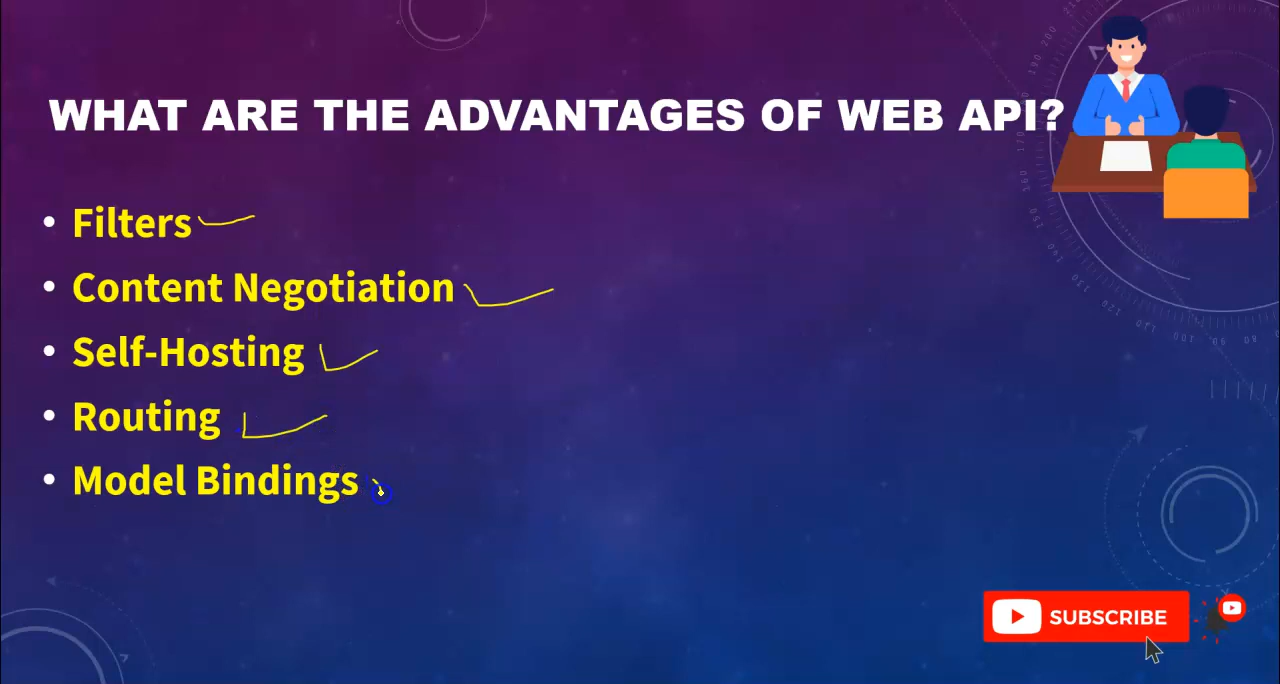 WHAT ARE THE ADVANTAGES OF WEB API?
• Filters
• Content Negotiation
• Self-Hosting
• Routing
• Model Bindings
SUBSCRIBE